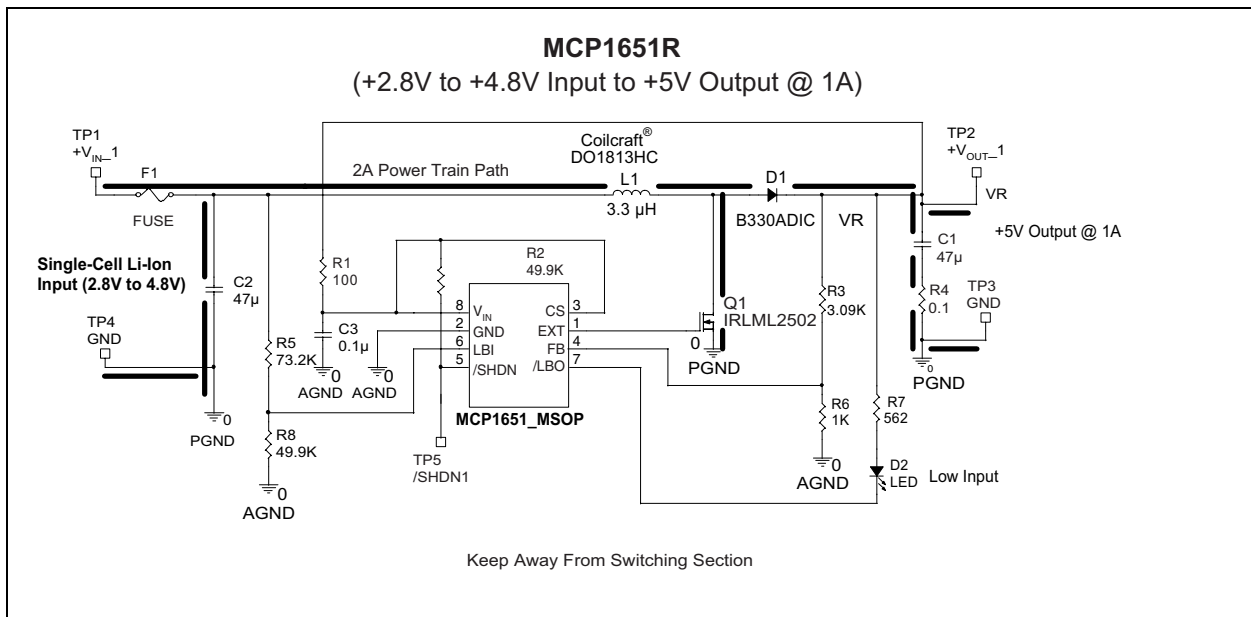 MCP1651R
(+2.8V to +4.8V Input to +5V Output @ 1A)
TP1
+VIN_1
F1
FUSE
2A Power Train Path
Coilcraft®
DO1813HC
L1
3.3 µH
D1
B330ADIC
VR
TP2
+VOUT_1
VR
+5V Output @ 1A
C1
47µ
R4
0.1
TP3
GND
0
PGND
Single-Cell Li-Ion
Input (2.8V to 4.8V)
C2
47µ
TP4
GND
0
PGND
R5
73.2K
R8
49.9K
0
AGND
R1
100
C3
0.1µ
0
AGND
0
AGND
R2
49.9K
8 VIN CS 3
2 GND EXT 1
6 LBI FB 4
5 /SHDN /LBO 7
MCP1651_MSOP
TP5
/SHDN1
Q1
IRLML2502
0
PGND
R3
3.09K
R6
1K
0
AGND
R7
562
D2
LED
Low Input
Keep Away From Switching Section